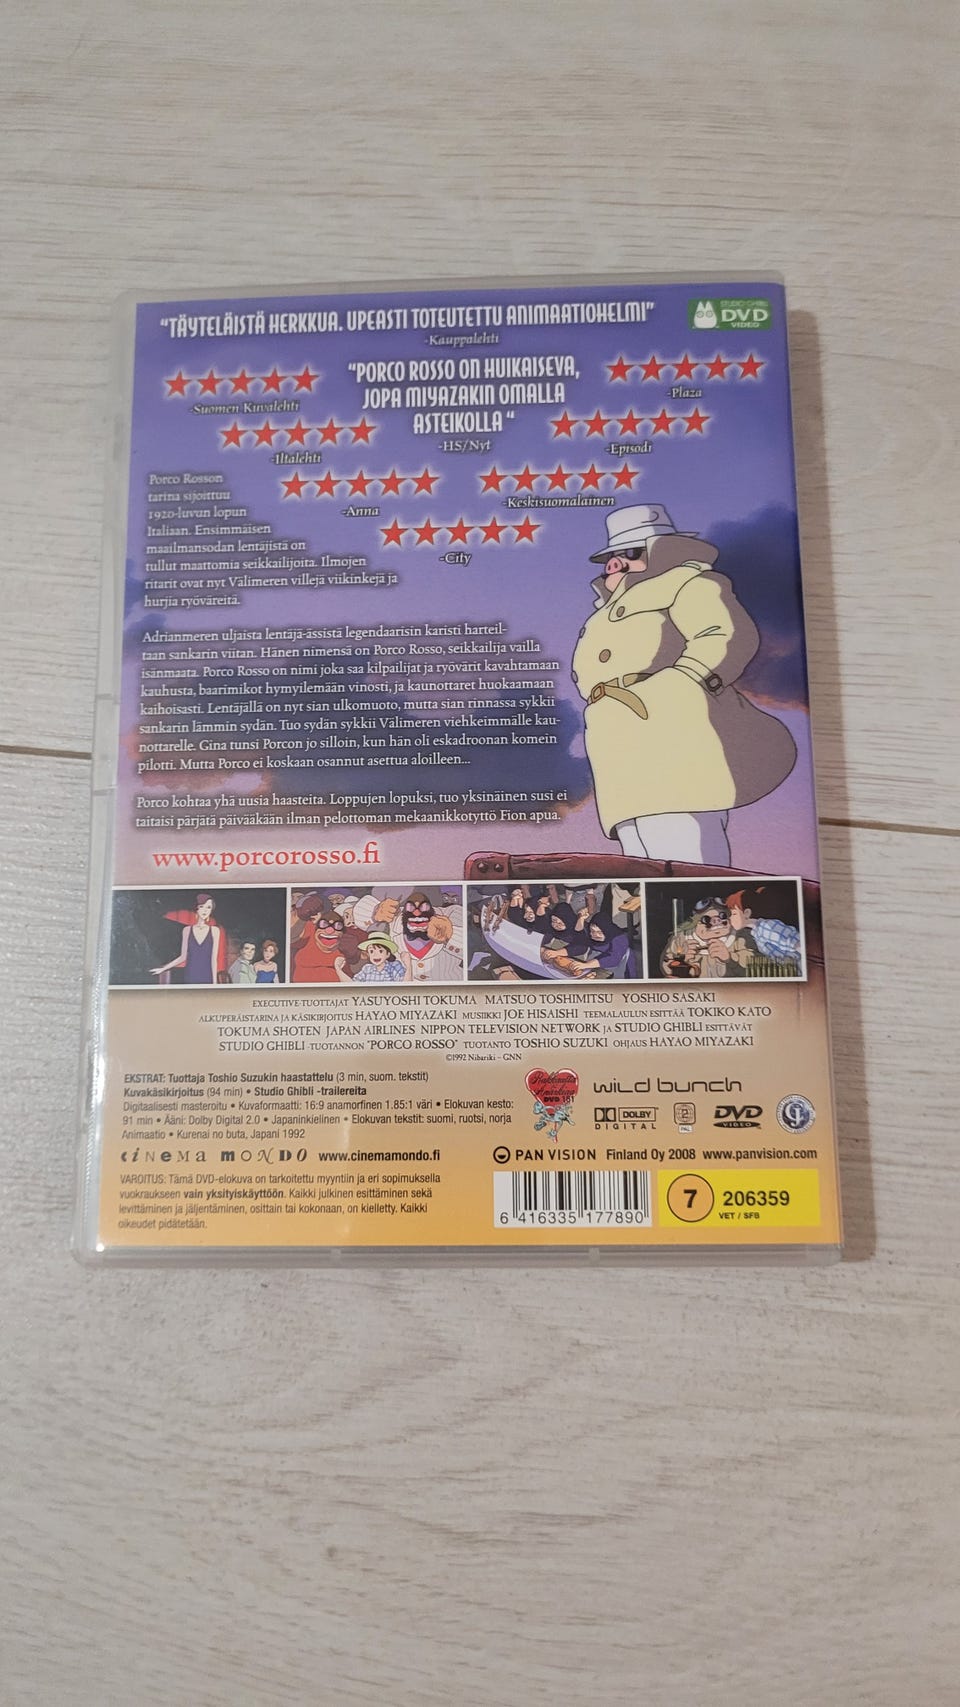 "TÄYTELÄISTÄ HERKKUA. UPEASTI TOTEUTETTU ANIMAATIOHELMI"
-Kauppalehti
STUDIO GHIBLI
DVD
VIDEO
"PORCO ROSSO ON HUIKAISEVA,
JOPA MIYAZAKIN OMALLA
ASTEIKOLLA"
-HS/Nyt
-Suomen Kuvalehti
-Plaza
-Iltalehti
-Episodi
-Anna
-Keskisuomalainen
-City
Porco Rosson
tarina sijoittuu
1920-luvun lopun
Italiaan. Ensimmäisen
maailmansodan lentäjistä on
tullut maattomia seikkailijoita. Ilmojen
ritarit ovat nyt Välimeren villejä viikinkejä ja
hurjia ryöväreitä.
Adrianmeren uljaista lentäjä-ässistä legendaarisin karisti harteil-
taan sankarin viitan. Hänen nimensä on Porco Rosso, seikkailija vailla
isänmaata. Porco Rosso on nimi joka saa kilpailijat ja ryövärit kavahtamaan
kauhusta, baarimikot hymyilemään vinosti, ja kaunottaret huokaamaan
kaihoisasti. Lentäjällä on nyt sian ulkomuoto, mutta sian rinnassa sykkii
sankarin lämmin sydän. Tuo sydän sykkii Välimeren viehkeimmälle kau-
nottarelle. Gina tunsi Porcon jo silloin, kun hän oli eskadroonan komein
pilotti. Mutta Porco ei koskaan osannut asettua aloilleen...
Porco kohtaa yhä uusia haasteita. Loppujen lopuksi, tuo yksinäinen susi ei
taitaisi pärjätä päivääkään ilman pelottoman mekaanikkotyttö Fion apua.
www.porcorosso.fi
EXECUTIVE-TUOTTAJAT YASUYOSHI TOKUMA MATSUO TOSHIMITSU YOSHIO SASAKI
ALKUPERÄISTARINA JA KÄSIKIRJOITUS HAYAO MIYAZAKI MUSIIKKI JOE HISAISHI TEEMALAULUN ESITTÄÄ TOKIKO KATO
TOKUMA SHOTEN JAPAN AIRLINES NIPPON TELEVISION NETWORK JA STUDIO GHIBLI ESITTÄVÄT
STUDIO GHIBLI -TUOTANNON "PORCO ROSSO" TUOTANTO TOSHIO SUZUKI OHJAUS HAYAO MIYAZAKI
©1992 Nibariki – GNN
EKSTRAT: Tuottaja Toshio Suzukin haastattelu (3 min, suom. tekstit)
Kuvakäsikirjoitus (94 min) • Studio Ghibli -trailereita
Digitaalisesti masteroitu • Kuvaformaatti: 16:9 anamorfinen 1.85:1 väri • Elokuvan kesto:
91 min • Ääni: Dolby Digital 2.0 • Japaninkielinen • Elokuvan tekstit: suomi, ruotsi, norja
Animaatio • Kurenai no buta, Japani 1992
Rakkautta
& Anarkiaa
DVD 161
wild bunch
DOLBY
DIGITAL
PAL
DVD
VIDEO
CINEMA MONDO www.cinemamondo.fi
PAN VISION Finland Oy 2008 www.panvision.com
VAROITUS: Tämä DVD-elokuva on tarkoitettu myyntiin ja eri sopimuksella
vuokraukseen vain yksityiskäyttöön. Kaikki julkinen esittäminen sekä
levittäminen ja jäljentäminen, osittain tai kokonaan, on kielletty. Kaikki
oikeudet pidätetään.
6 416335 177890
7 206359
VET / SFB